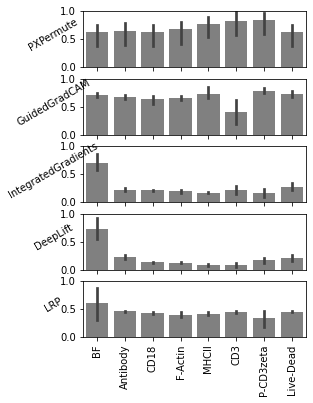 PXPermute
1.0
0.5
0.0
GuidedGradCAM
1.0
0.5
0.0
IntegratedGradients
1.0
0.5
0.0
DeepLift
1.0
0.5
0.0
LRP
1.0
0.5
0.0
BF
Antibody
CD18
F-Actin
MHCII
CD3
P-CD3zeta
Live-Dead